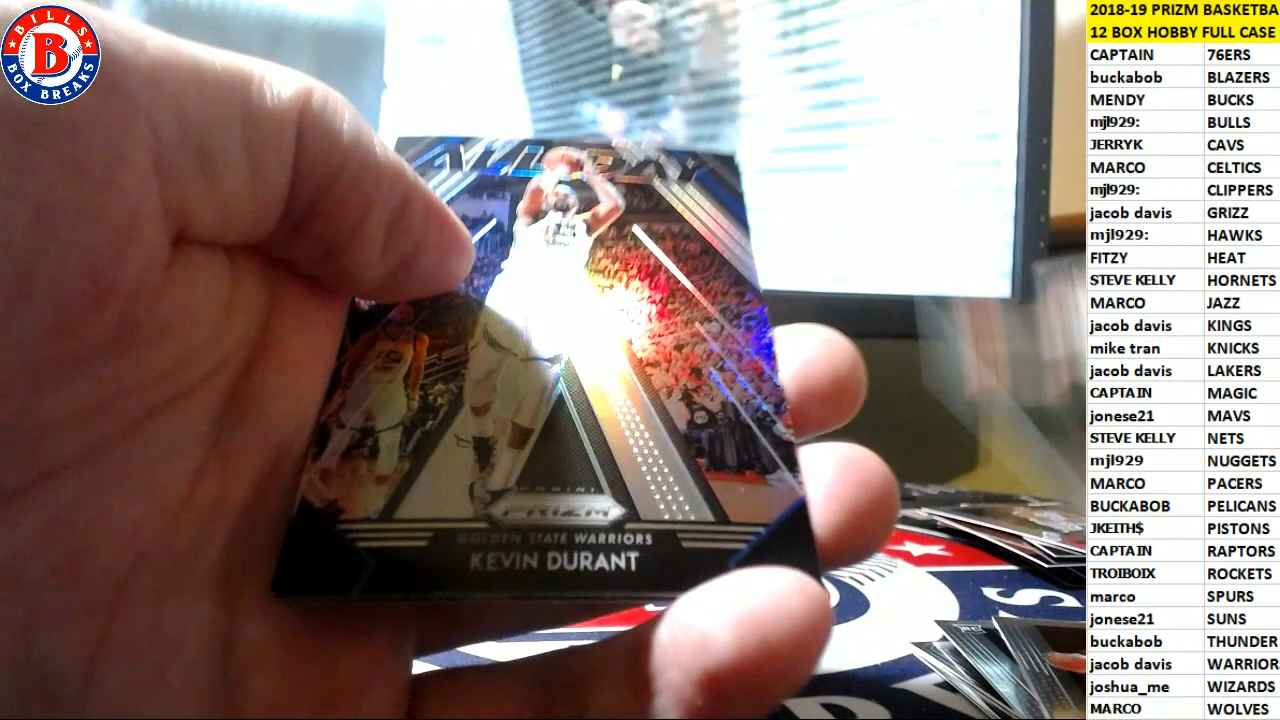 BILLS
B
BOX BREAKS
ALL DAY
PANINI
PRIZM
GOLDEN STATE WARRIORS
KEVIN DURANT
2018-19 PRIZM BASKETBA
12 BOX HOBBY FULL CASE
CAPTAIN 76ERS
buckabob BLAZERS
MENDY BUCKS
mjl929: BULLS
JERRYK CAVS
MARCO CELTICS
mjl929: CLIPPERS
jacob davis GRIZZ
mjl929: HAWKS
FITZY HEAT
STEVE KELLY HORNETS
MARCO JAZZ
jacob davis KINGS
mike tran KNICKS
jacob davis LAKERS
CAPTAIN MAGIC
jonese21 MAVS
STEVE KELLY NETS
mjl929 NUGGETS
MARCO PACERS
BUCKABOB PELICANS
JKEITH$ PISTONS
CAPTAIN RAPTORS
TROIBOIX ROCKETS
marco SPURS
jonese21 SUNS
buckabob THUNDER
jacob davis WARRIOR
joshua_me WIZARDS
MARCO WOLVES